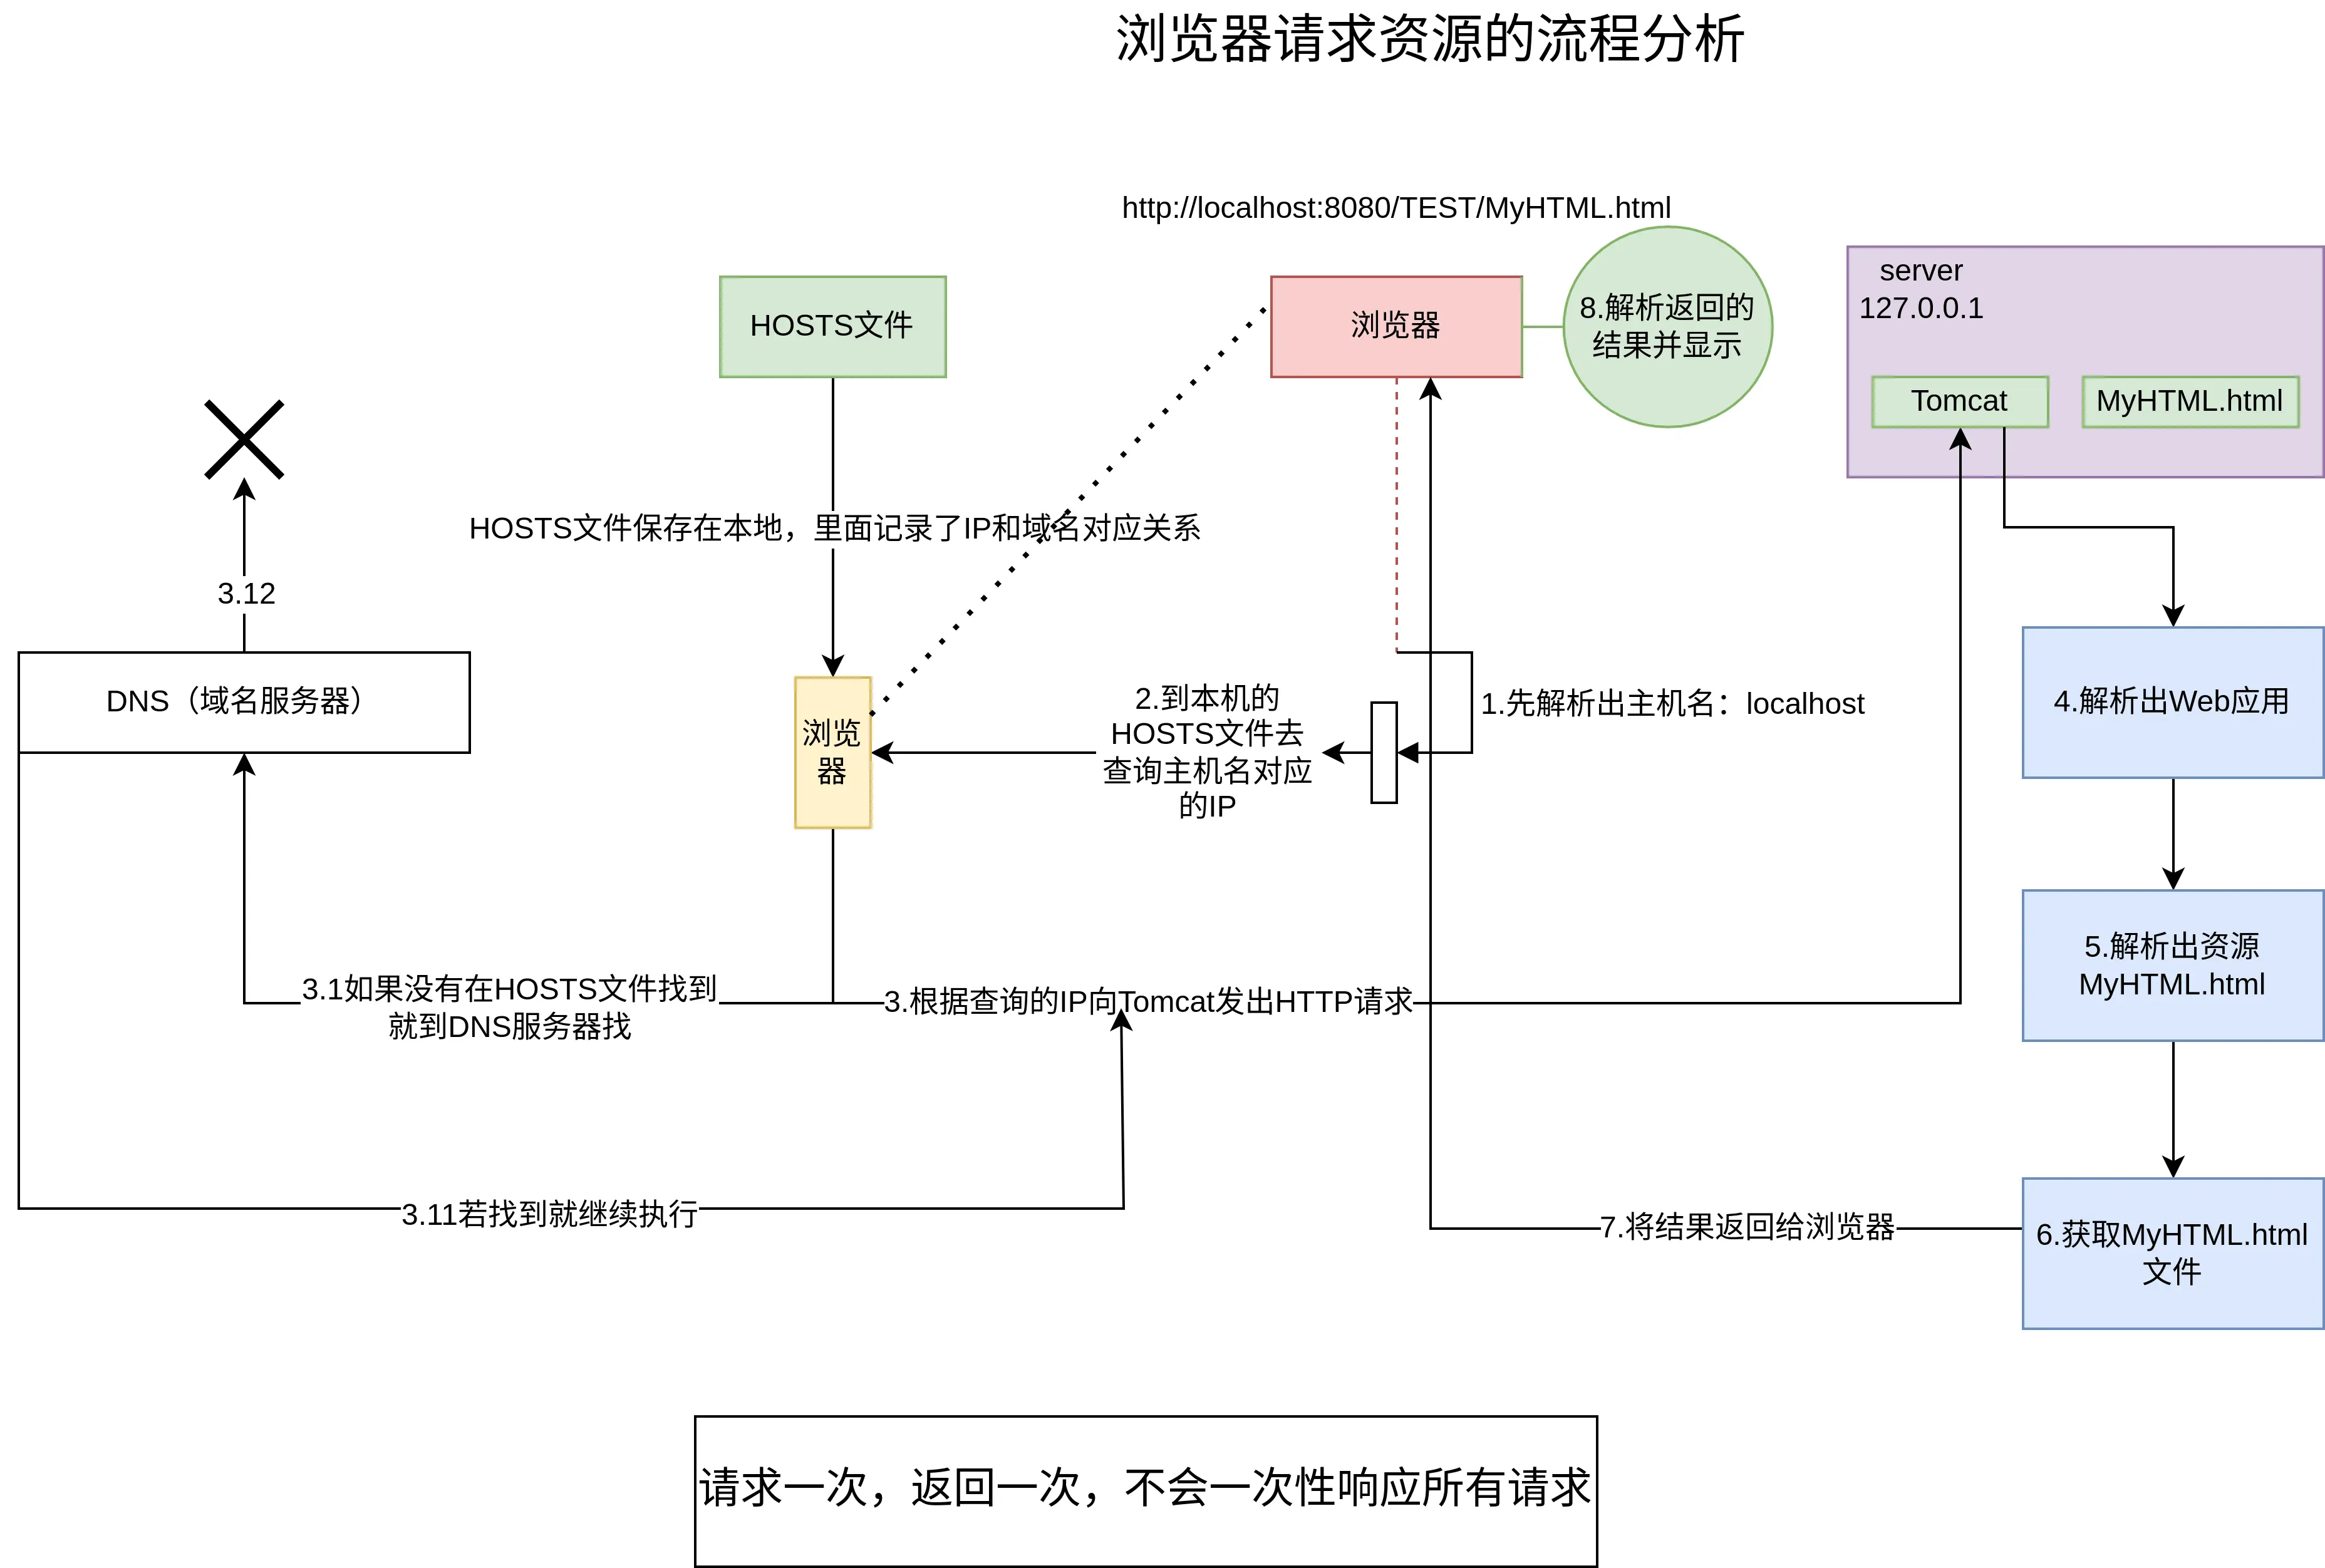 浏览器请求资源的流程分析
http://localhost:8080/TEST/MyHTML.html
HOSTS文件
浏览器
8.解析返回的
结果并显示
server
127.0.0.1
Tomcat
MyHTML.html
HOSTS文件保存在本地，里面记录了IP和域名对应关系
3.12
DNS（域名服务器）
浏览
器
2.到本机的
HOSTS文件去
查询主机名对应
的IP
1.先解析出主机名：localhost
4.解析出Web应用
3.1如果没有在HOSTS文件找到
就到DNS服务器找
3.根据查询的IP向Tomcat发出HTTP请求
5.解析出资源
MyHTML.html
3.11若找到就继续执行
7.将结果返回给浏览器
6.获取MyHTML.html
文件
请求一次，返回一次，不会一次性响应所有请求